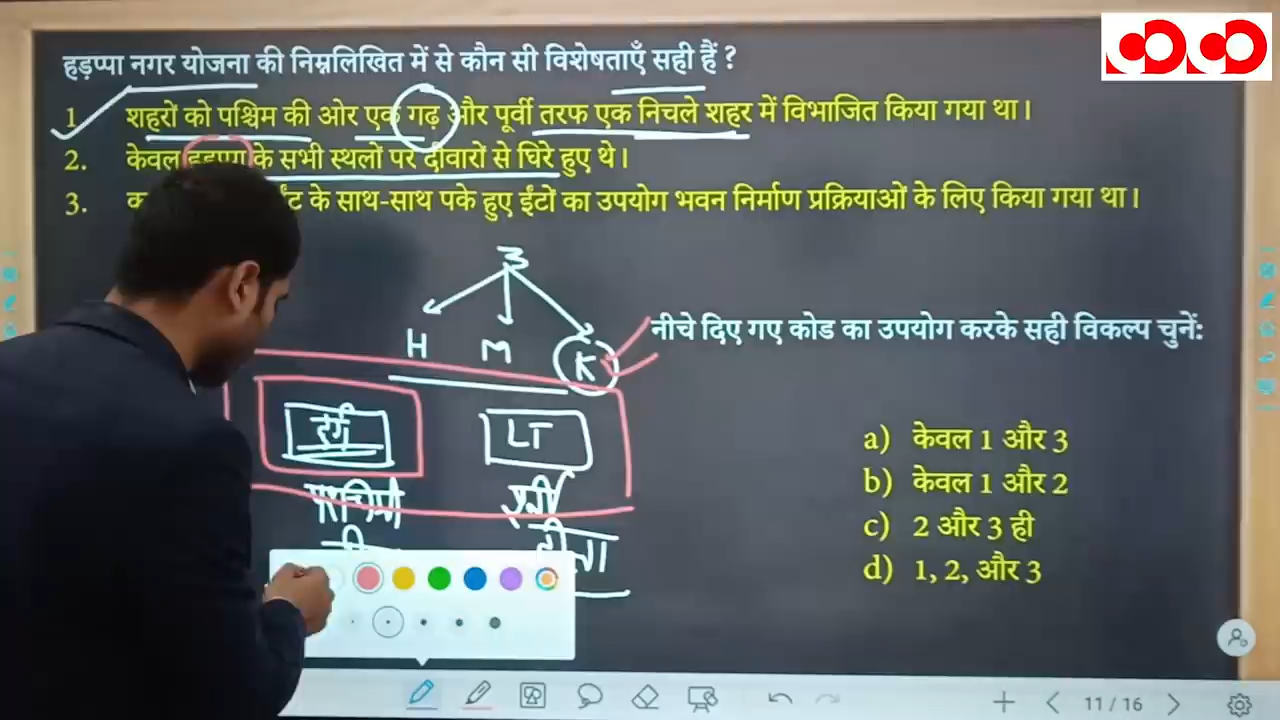 हड़प्पा नगर योजना की निम्नलिखित में से कौन सी विशेषताएँ सही हैं ?
1. शहरों को पश्चिम की ओर एक गढ़ और पूर्वी तरफ एक निचले शहर में विभाजित किया गया था।
2. केवल हड़प्पा के सभी स्थलों पर दीवारों से घिरे हुए थे।
3. के साथ-साथ पके हुए ईंटों का उपयोग भवन निर्माण प्रक्रियाओं के लिए किया गया था।
3
H M K
नीचे दिए गए कोड का उपयोग करके सही विकल्प चुनें:
दुर्ग LT
a) केवल 1 और 3
b) केवल 1 और 2
c) 2 और 3 ही
d) 1, 2, और 3
11 / 16